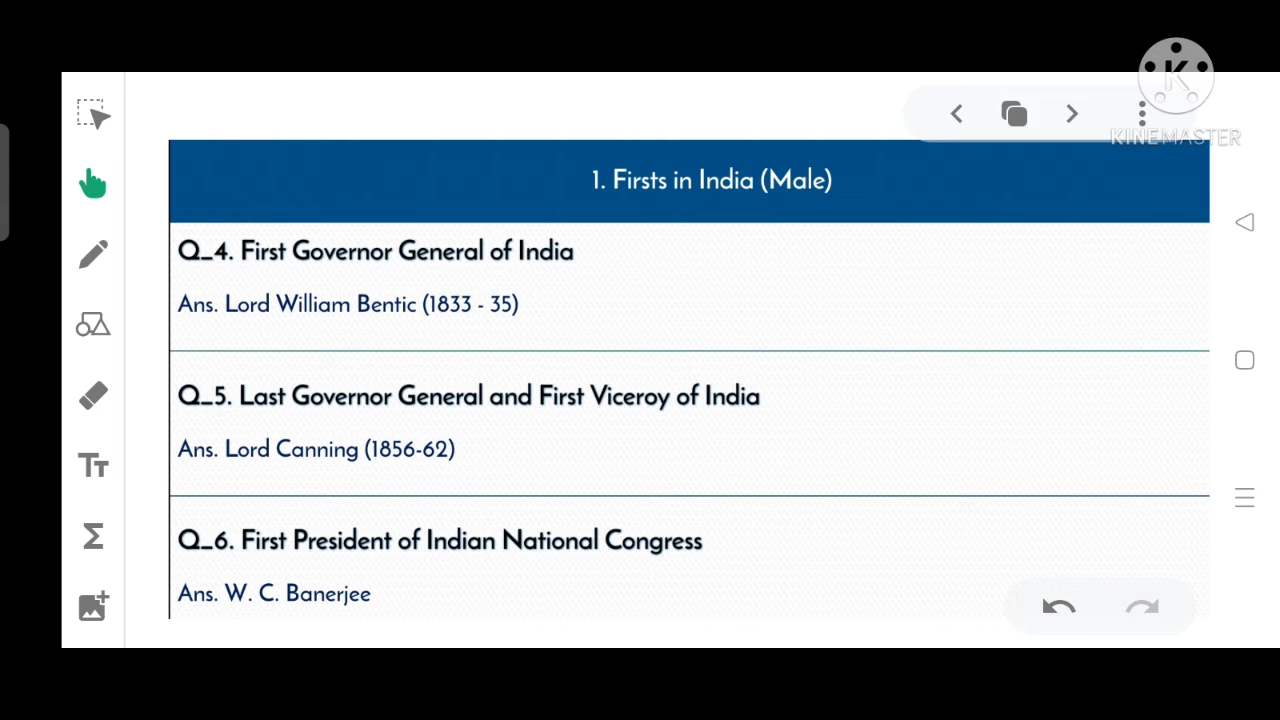 KINEMASTER
1. Firsts in India (Male)
Q_4. First Governor General of India
Ans. Lord William Bentic (1833 - 35)
Q_5. Last Governor General and First Viceroy of India
Ans. Lord Canning (1856-62)
Q_6. First President of Indian National Congress
Ans. W. C. Banerjee